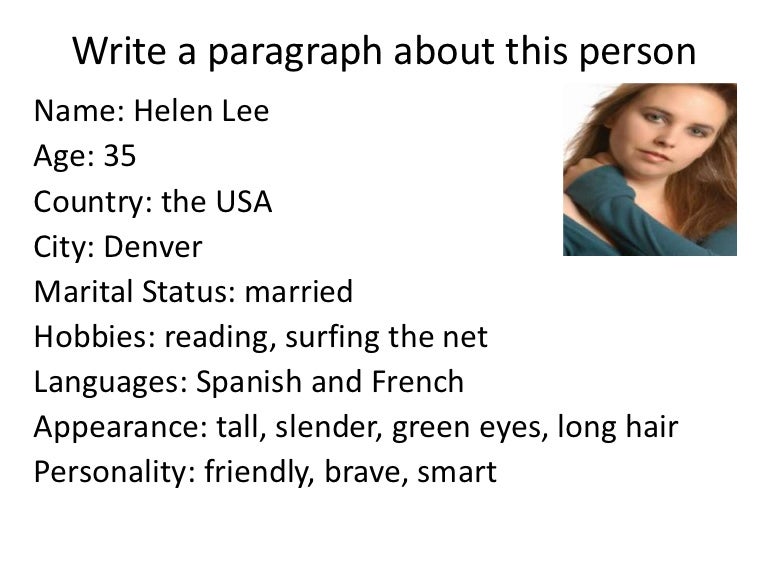 Write a paragraph about this person
Name: Helen Lee
Age: 35
Country: the USA
City: Denver
Marital Status: married
Hobbies: reading, surfing the net
Languages: Spanish and French
Appearance: tall, slender, green eyes, long hair
Personality: friendly, brave, smart